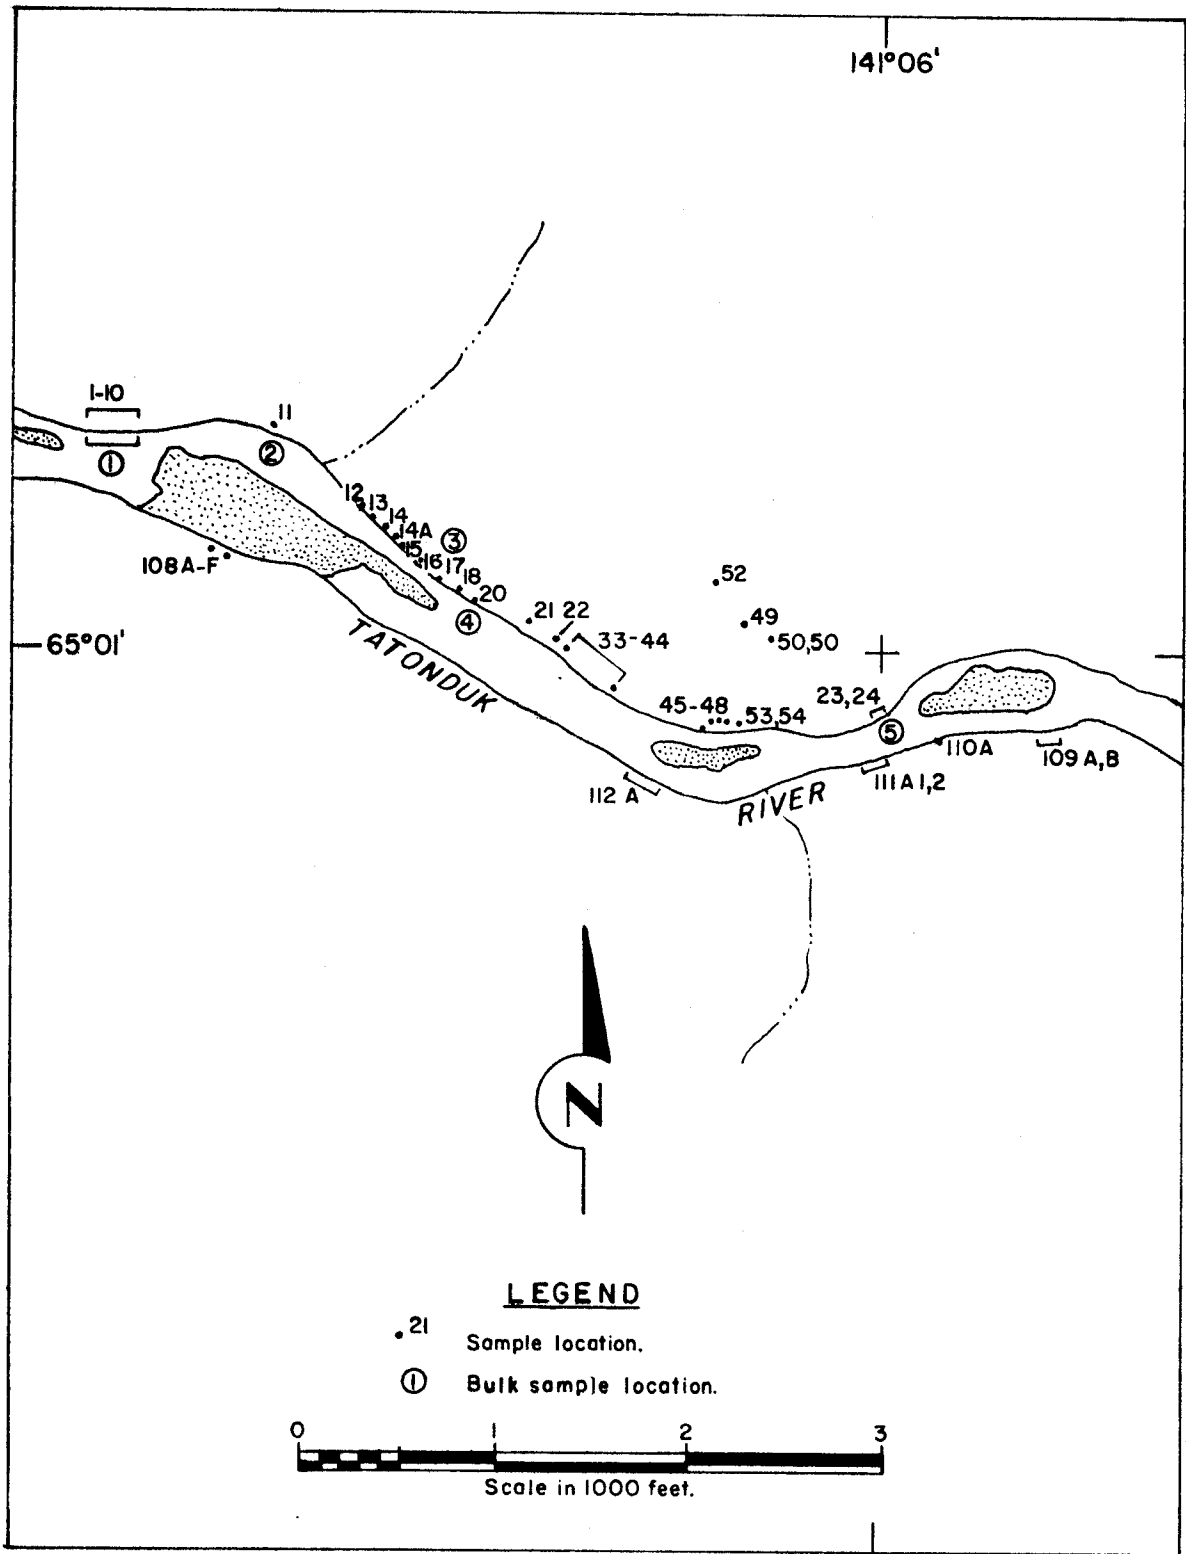 141°06'
1-10
11
①
②
12
13
14
14A
15
16
17
18
20
③
④
108A-F
21 22
33-44
52
49
50,50
65°01'
TATONDUK
RIVER
45-48
53,54
23,24
⑤
110A
109 A,B
111A1,2
112 A
N
LEGEND
21 Sample location.
① Bulk sample location.
0 1 2 3
Scale in 1000 feet.